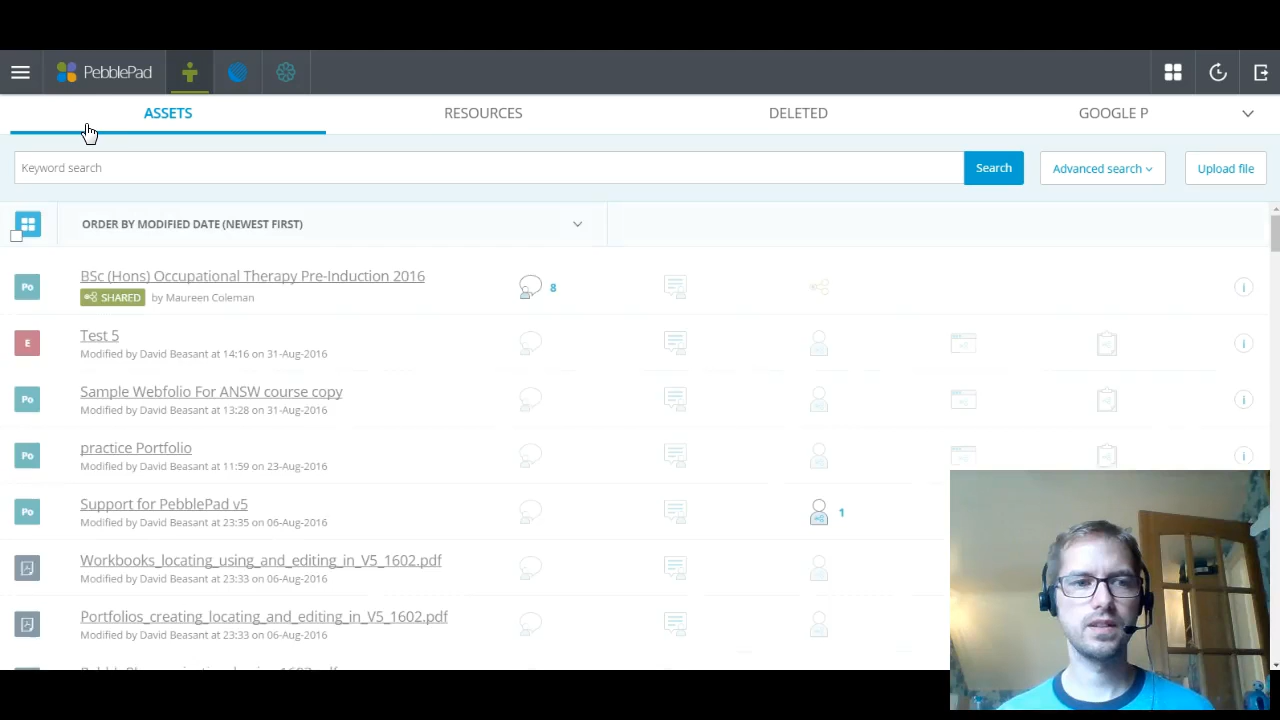 PebblePad
ASSETS
RESOURCES
DELETED
GOOGLE P
Keyword search
Search
Advanced search
Upload file
ORDER BY MODIFIED DATE (NEWEST FIRST)
Po
BSc (Hons) Occupational Therapy Pre-Induction 2016
8
i
SHARED by Maureen Coleman
E
Test 5
i
Modified by David Beasant at 14:16 on 31-Aug-2016
Po
Sample Webfolio For ANSW course copy
i
Modified by David Beasant at 13:28 on 31-Aug-2016
Po
practice Portfolio
i
Modified by David Beasant at 11:59 on 23-Aug-2016
Po
Support for PebblePad v5
1
Modified by David Beasant at 23:35 on 06-Aug-2016
Workbooks_locating_using_and_editing_in_V5_1602.pdf
Modified by David Beasant at 23:33 on 06-Aug-2016
Portfolios_creating_locating_and_editing_in_V5_1602.pdf
Modified by David Beasant at 23:33 on 06-Aug-2016